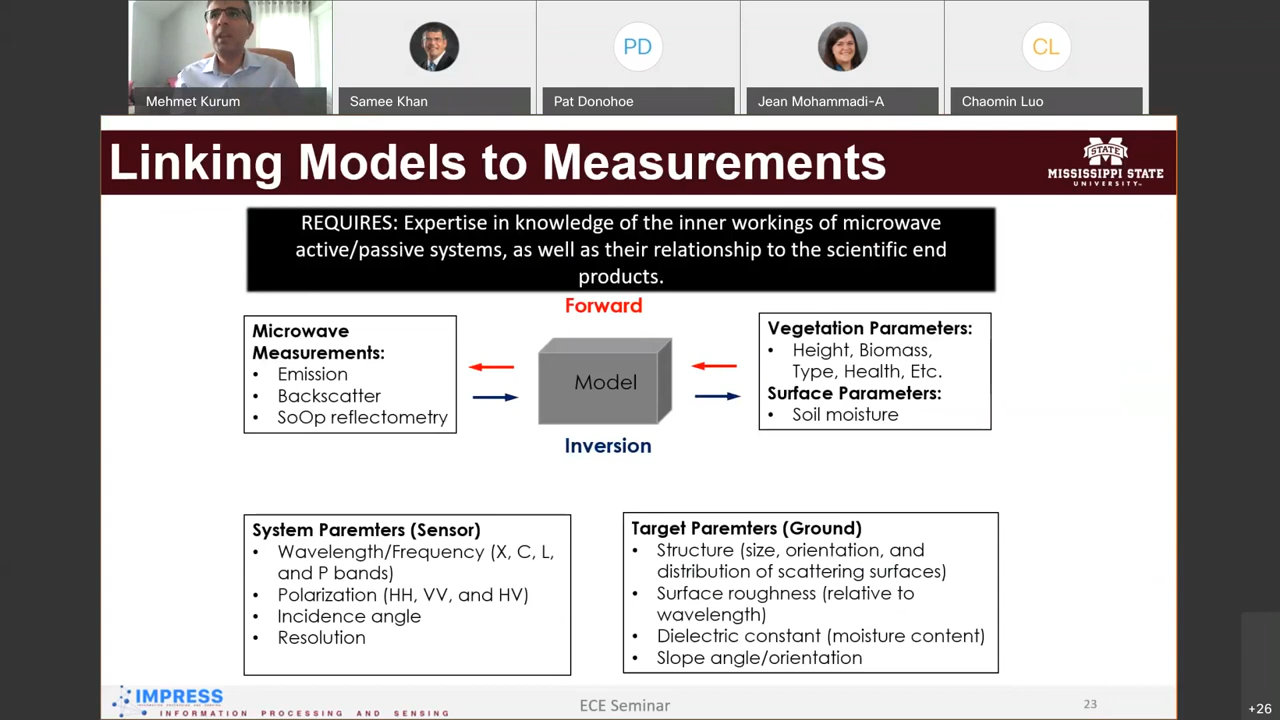 Mehmet Kurum
Samee Khan
PD
Pat Donohoe
Jean Mohammadi-A
CL
Chaomin Luo
Linking Models to Measurements
STATE
MISSISSIPPI STATE
UNIVERSITY™
REQUIRES: Expertise in knowledge of the inner workings of microwave
active/passive systems, as well as their relationship to the scientific end
products.
Forward
Microwave
Measurements:
• Emission
• Backscatter
• SoOp reflectometry
Model
Inversion
Vegetation Parameters:
• Height, Biomass,
Type, Health, Etc.
Surface Parameters:
• Soil moisture
System Paremters (Sensor)
• Wavelength/Frequency (X, C, L,
and P bands)
• Polarization (HH, VV, and HV)
• Incidence angle
• Resolution
Target Paremters (Ground)
• Structure (size, orientation, and
distribution of scattering surfaces)
• Surface roughness (relative to
wavelength)
• Dielectric constant (moisture content)
• Slope angle/orientation
IMPRESS
INFORMATION PROCESSING AND SENSING
ECE Seminar
23
+26